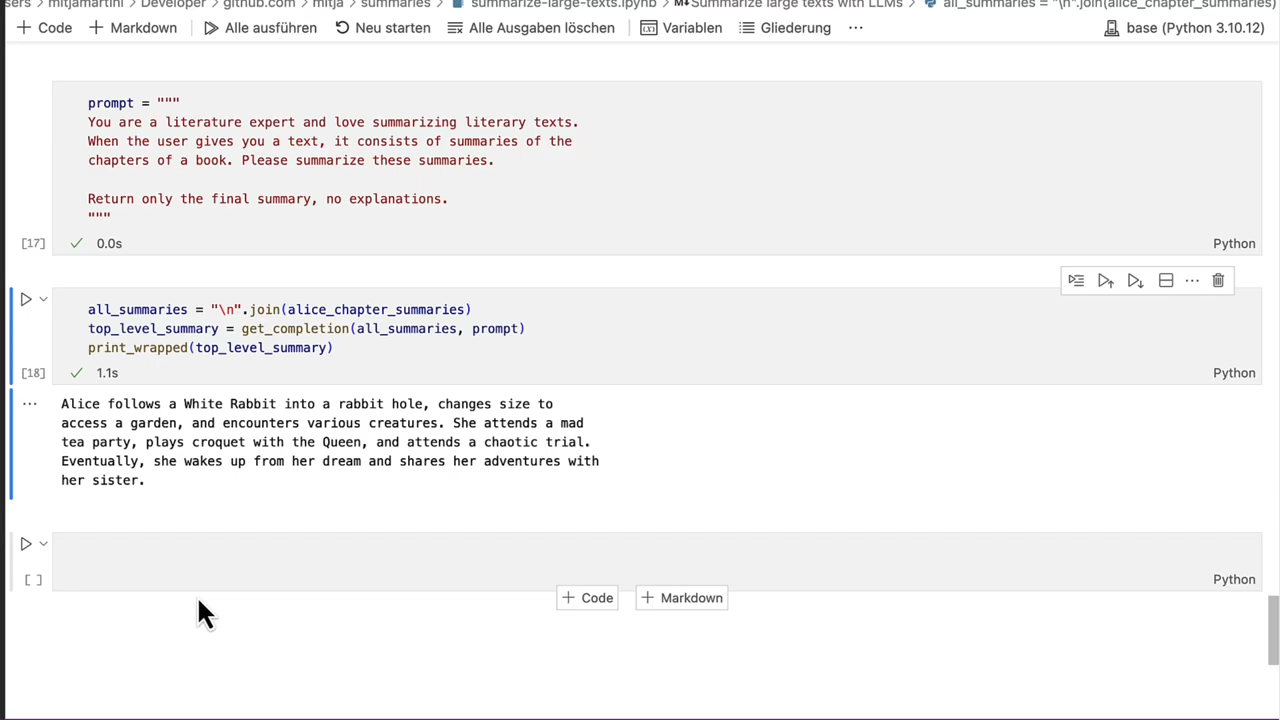 mitjamartini > Developer > github.com > mitja > summaries > summarize-large-texts.ipynb > Summarize large texts with LLMs > all_summaries = "\n".join(alice_chapter_summaries)
+ Code + Markdown Alle ausführen Neu starten Alle Ausgaben löschen Variablen Gliederung ··· base (Python 3.10.12)
prompt = """
You are a literature expert and love summarizing literary texts.
When the user gives you a text, it consists of summaries of the
chapters of a book. Please summarize these summaries.
Return only the final summary, no explanations.
"""
[17] ✓ 0.0s Python
all_summaries = "\n".join(alice_chapter_summaries)
top_level_summary = get_completion(all_summaries, prompt)
print_wrapped(top_level_summary)
[18] ✓ 1.1s Python
··· Alice follows a White Rabbit into a rabbit hole, changes size to
access a garden, and encounters various creatures. She attends a mad
tea party, plays croquet with the Queen, and attends a chaotic trial.
Eventually, she wakes up from her dream and shares her adventures with
her sister.
[ ] Python
+ Code + Markdown